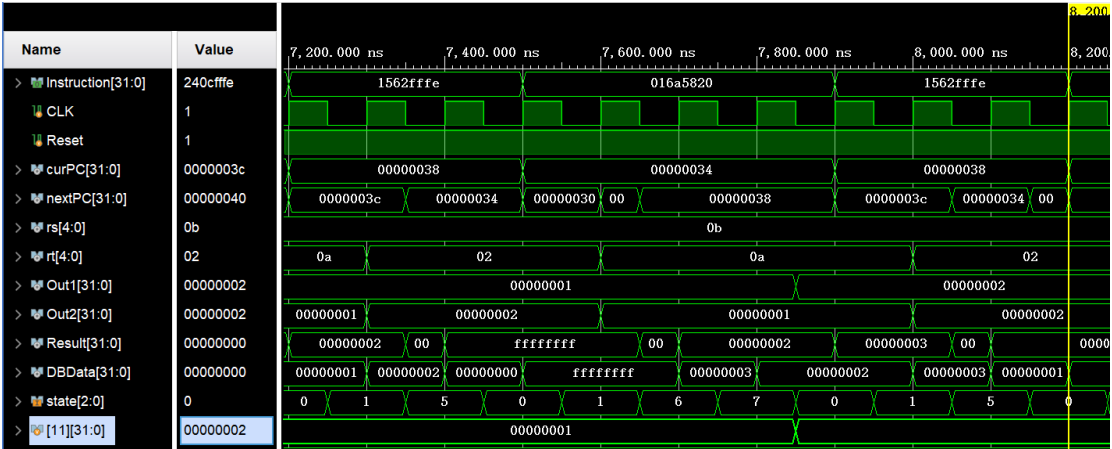 8,200
Name Value 7,200.000 ns 7,400.000 ns 7,600.000 ns 7,800.000 ns 8,000.000 ns 8,200
Instruction[31:0] 240cfffe 1562fffe 016a5820 1562fffe
CLK 1
Reset 1
curPC[31:0] 0000003c 00000038 00000034 00000038
nextPC[31:0] 00000040 0000003c 00000034 00000030 00 00000038 0000003c 00000034 00
rs[4:0] 0b 0b
rt[4:0] 02 0a 02 0a 02
Out1[31:0] 00000002 00000001 00000002
Out2[31:0] 00000002 00000001 00000002 00000001 00000002
Result[31:0] 00000000 00000002 00 ffffffff 00 00000002 00000003 00 0000
DBData[31:0] 00000000 00000001 00000002 00000000 ffffffff 00000003 00000002 00000003 00000001
state[2:0] 0 0 1 5 0 1 6 7 0 1 5 0
[11][31:0] 00000002 00000001